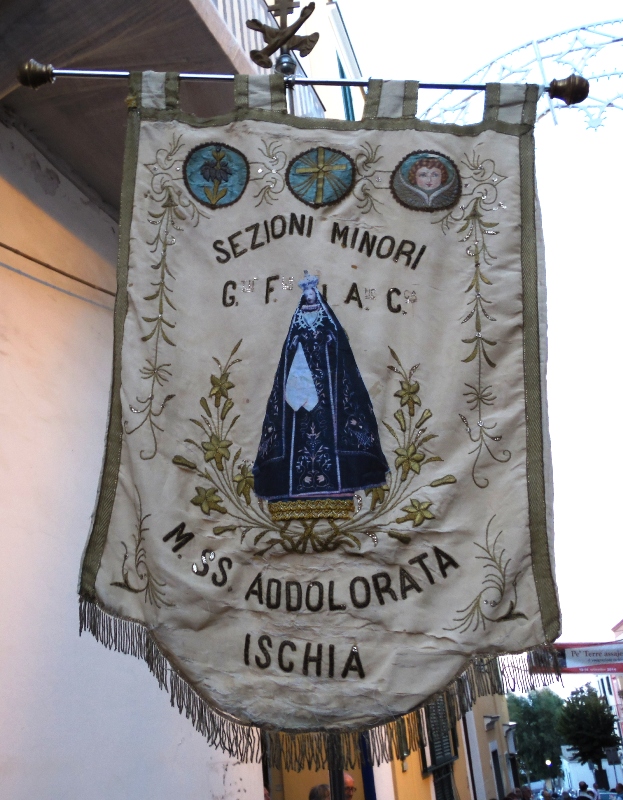 SEZIONI MINORI
M. SS. ADDOLORATA
ISCHIA